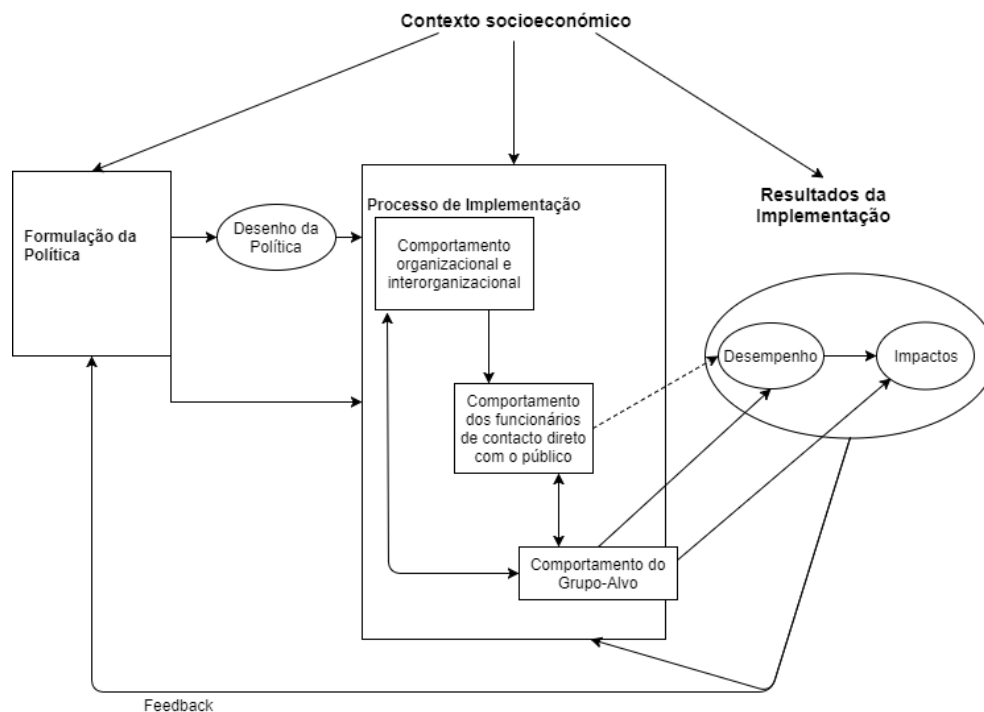 Contexto socioeconómico
Formulação da
Política
Desenho da
Política
Processo de Implementação
Comportamento
organizacional e
interorganizacional
Comportamento
dos funcionários
de contacto direto
com o público
Comportamento do
Grupo-Alvo
Resultados da
Implementação
Desempenho
Impactos
Feedback